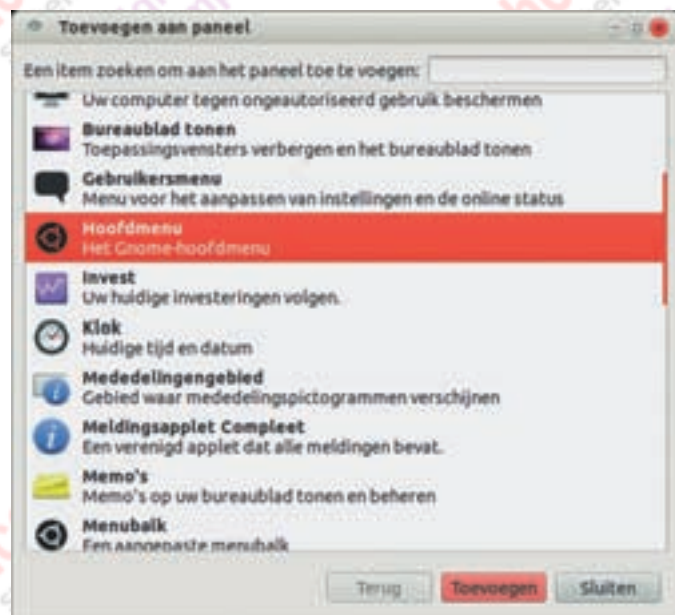 Toevoegen aan paneel
Een item zoeken om aan het paneel toe te voegen:
Uw computer tegen ongeautoriseerd gebruik beschermen
Bureaublad tonen
Toepassingsvensters verbergen en het bureaublad tonen
Gebruikersmenu
Menu voor het aanpassen van instellingen en de online status
Hoofdmenu
Het Gnome-hoofdmenu
Invest
Uw huidige investeringen volgen.
Klok
Huidige tijd en datum
Mededelingengebied
Gebied waar mededelingspictogrammen verschijnen
Meldingsapplet Compleet
Een verenigd applet dat alle meldingen bevat.
Memo's
Memo's op uw bureaublad tonen en beheren
Menubalk
Een aangepaste menubalk
Terug
Toevoegen
Sluiten